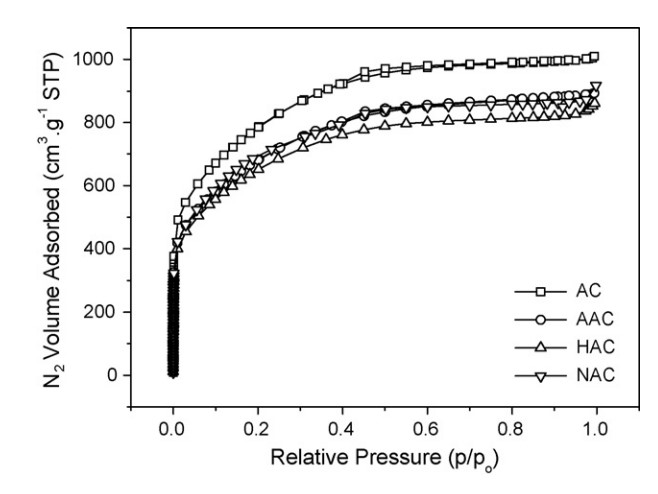 1000
800
600
400
200
0
N₂ Volume Adsorbed (cm³.g⁻¹ STP)
AC
AAC
HAC
NAC
0.0 0.2 0.4 0.6 0.8 1.0
Relative Pressure (p/pₒ)